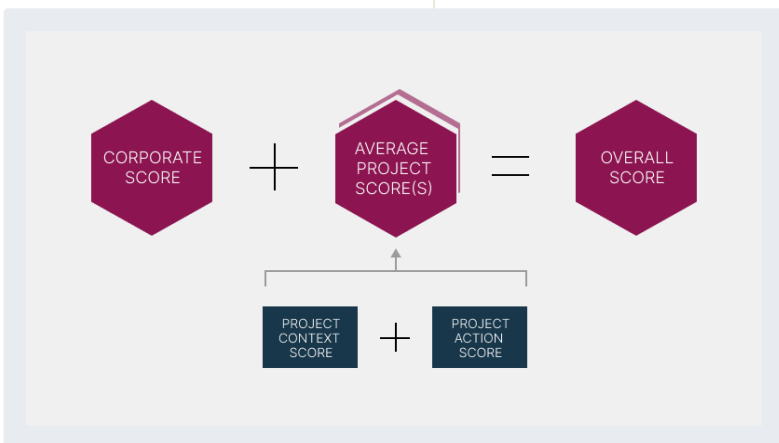 CORPORATE
SCORE
+
AVERAGE
PROJECT
SCORE(S)
=
OVERALL
SCORE
PROJECT
CONTEXT
SCORE
+
PROJECT
ACTION
SCORE